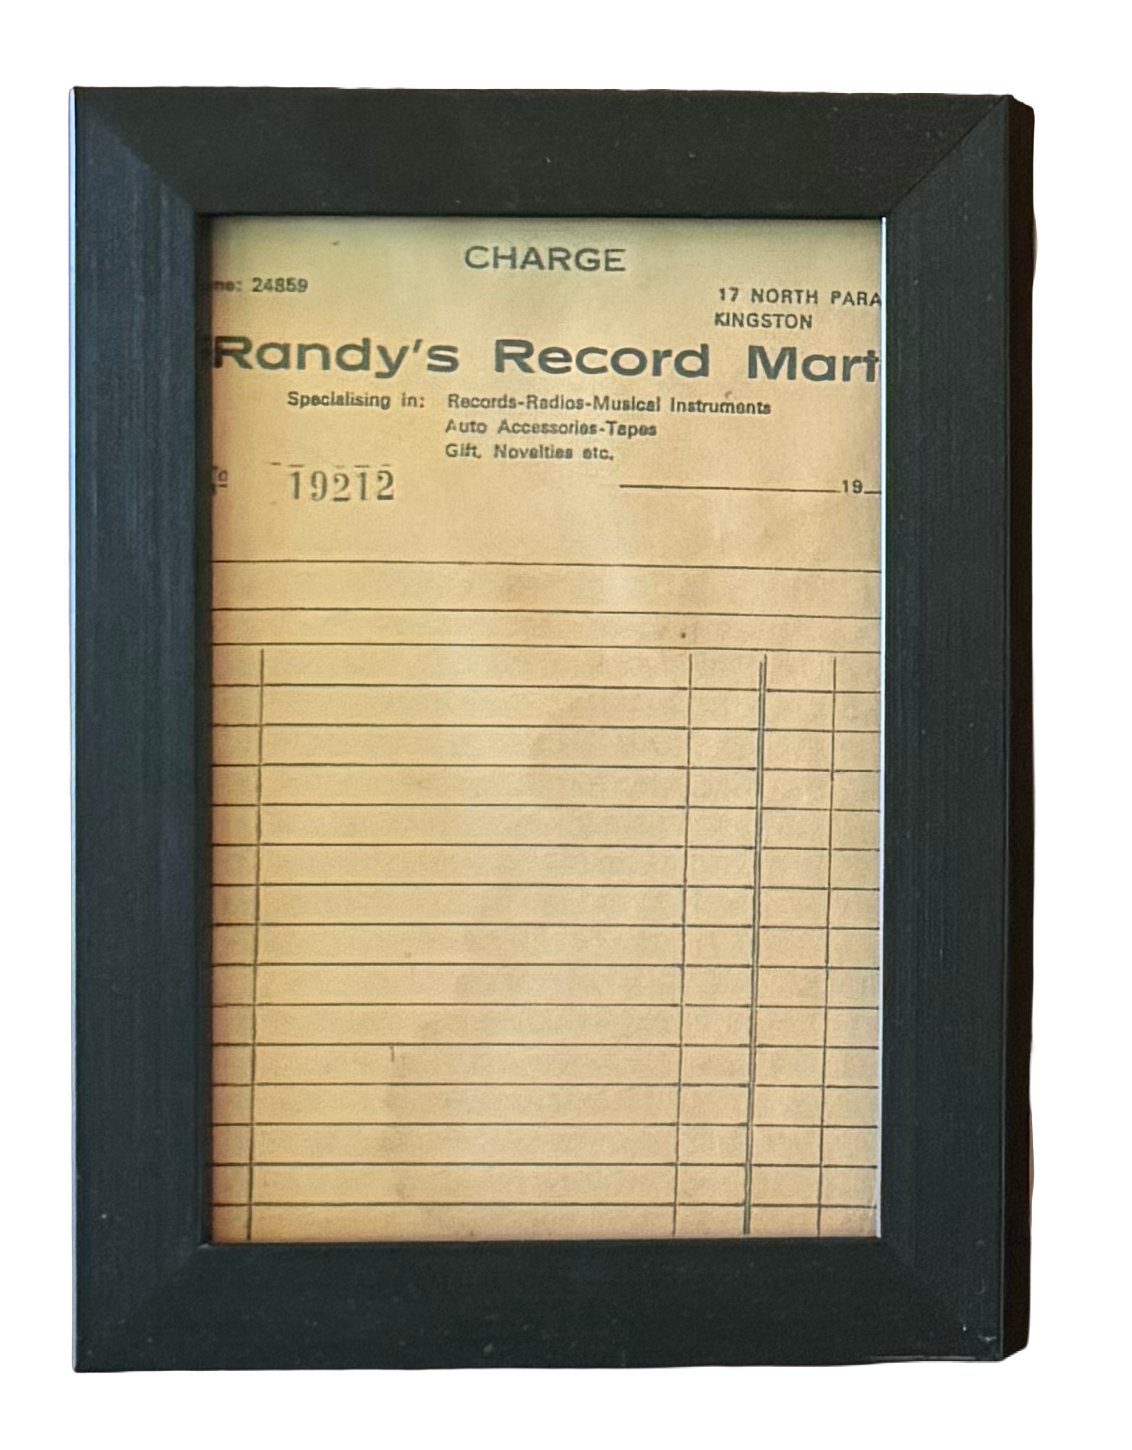 CHARGE
ne: 24859
17 NORTH PARA
KINGSTON
Randy's Record Mart
Specialising in: Records-Radios-Musical Instruments
Auto Accessories-Tapes
Gift, Novelties etc.
19212
19